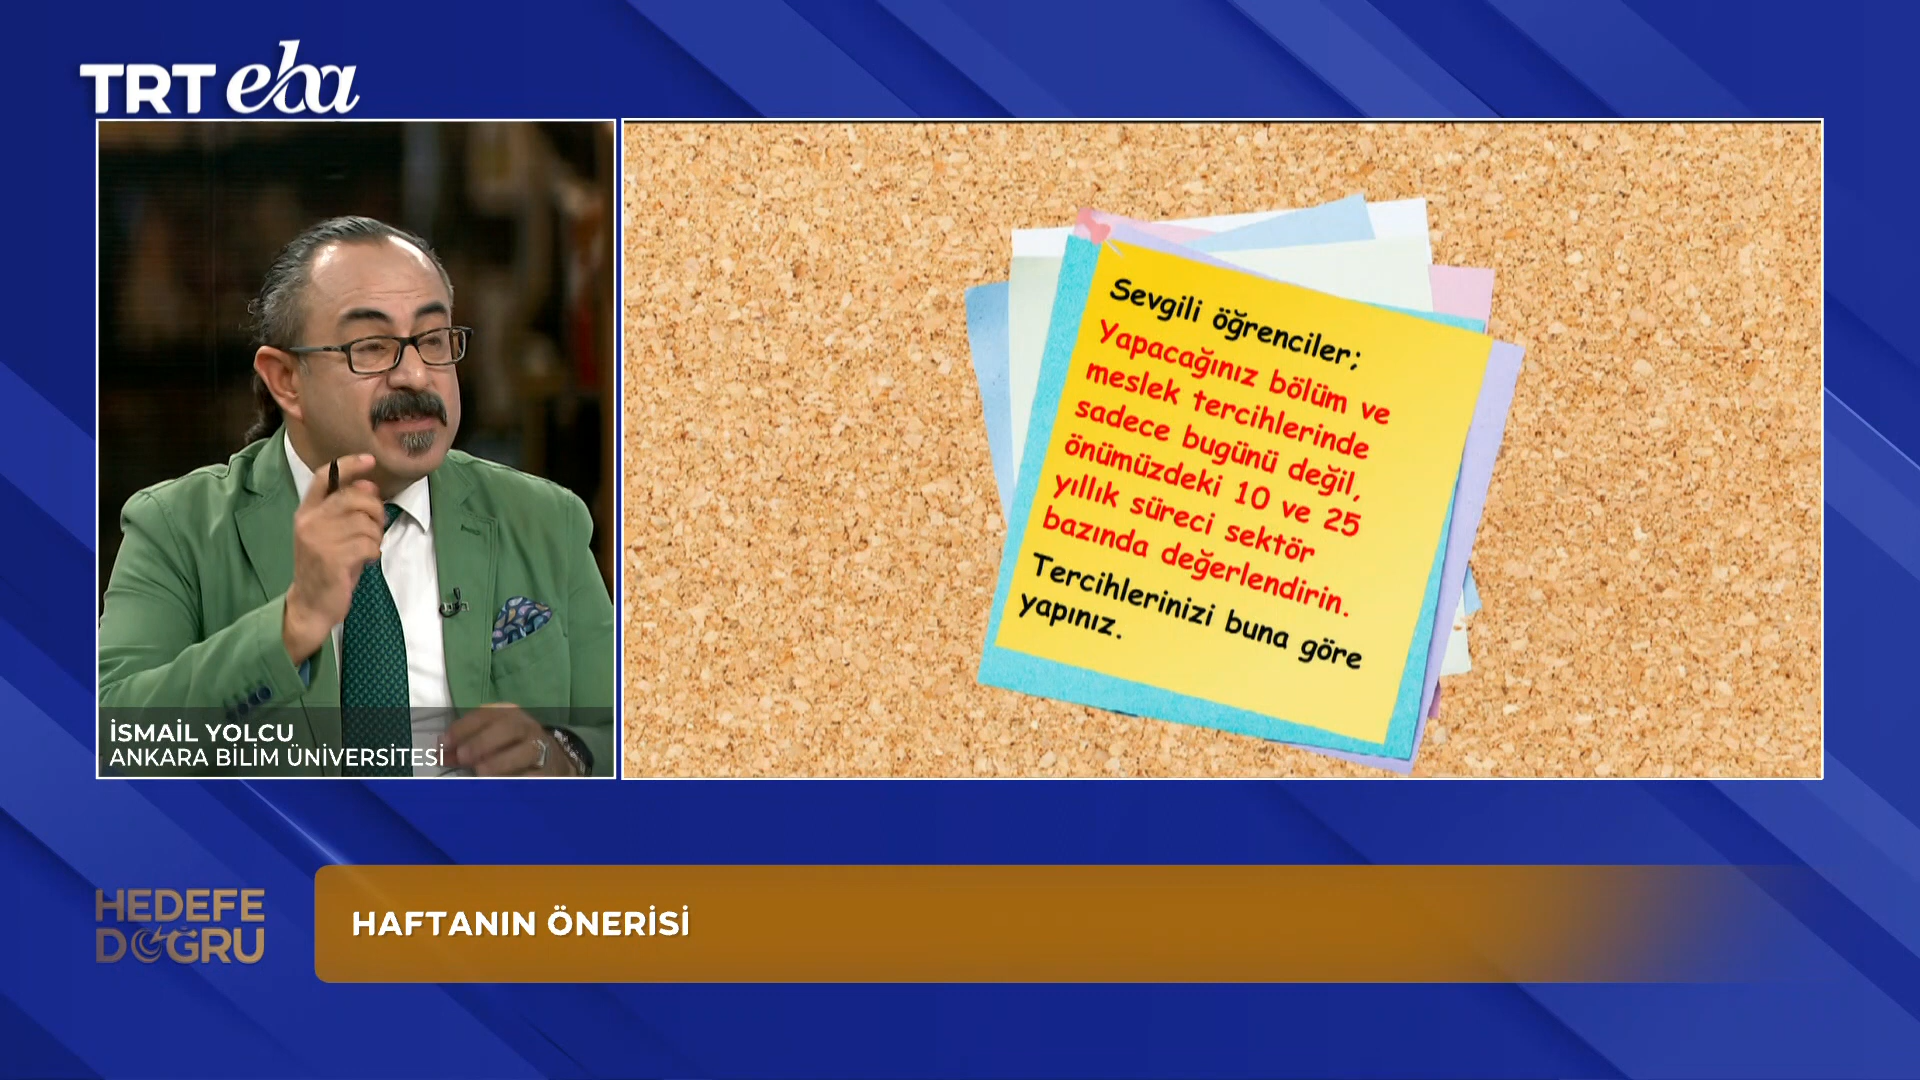 TRT eba
Sevgili öğrenciler;
Yapacağınız bölüm ve
meslek tercihlerinde
sadece bugünü değil,
önümüzdeki 10 ve 25
yıllık süreci sektör
bazında değerlendirin.
Tercihlerinizi buna göre
yapınız.
İSMAİL YOLCU
ANKARA BİLİM ÜNİVERSİTESİ
HEDEFE
DOĞRU
HAFTANIN ÖNERİSİ